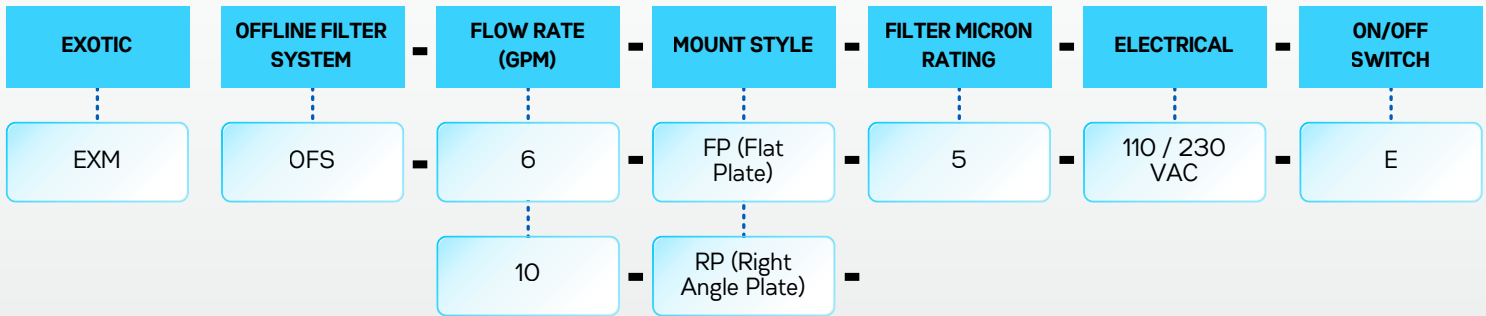 EXOTIC
OFFLINE FILTER
SYSTEM
-
FLOW RATE
(GPM)
-
MOUNT STYLE
-
FILTER MICRON
RATING
-
ELECTRICAL
-
ON/OFF
SWITCH
EXM
OFS
-
6
-
FP (Flat
Plate)
-
5
-
110 / 230
VAC
-
E
10
-
RP (Right
Angle Plate)
-